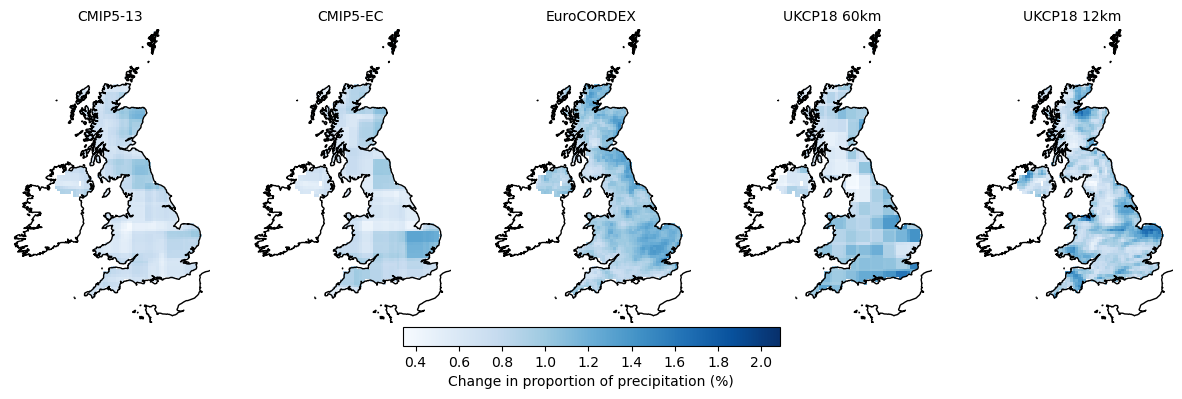 CMIP5-13 CMIP5-EC EuroCORDEX UKCP18 60km UKCP18 12km
0.4 0.6 0.8 1.0 1.2 1.4 1.6 1.8 2.0
Change in proportion of precipitation (%)